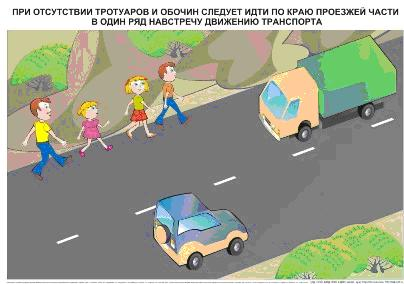 ПРИ ОТСУТСТВИИ ТРОТУАРОВ И ОБОЧИН СЛЕДУЕТ ИДТИ ПО КРАЮ ПРОЕЗЖЕЙ ЧАСТИ
В ОДИН РЯД НАВСТРЕЧУ ДВИЖЕНИЮ ТРАНСПОРТА